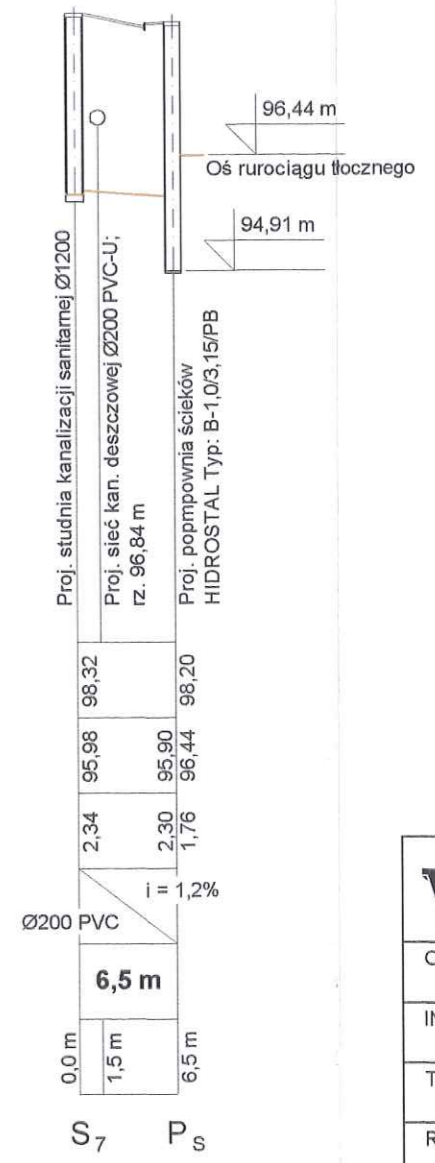 96,44 m
Oś rurociągu tłocznego
94,91 m
Proj. studnia kanalizacji sanitarnej Ø1200
Proj. sieć kan. deszczowej Ø200 PVC-U;
rz. 96,84 m
Proj. popmpownia ścieków
HIDROSTAL Typ: B-1,0/3,15/PB
98,32
98,20
95,98
95,90
96,44
2,34
2,30
1,76
i = 1,2%
Ø200 PVC
6,5 m
0,0 m
1,5 m
6,5 m
S7
PS